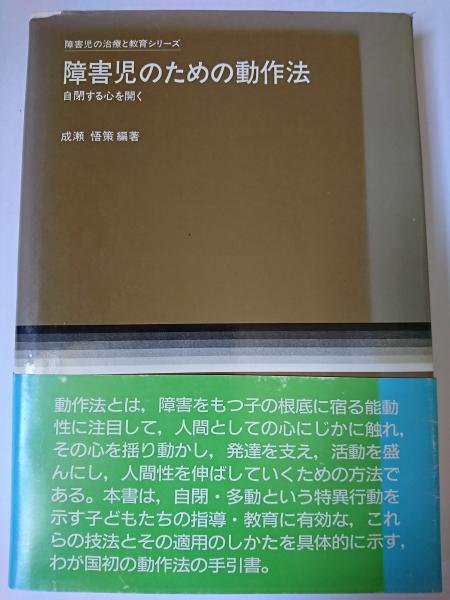 障害児の治療と教育シリーズ
障害児のための動作法
自閉する心を開く
成瀬 悟策 編著
動作法とは，障害をもつ子の根底に宿る能動
性に注目して，人間としての心にじかに触れ，
その心を揺り動かし，発達を支え，活動を盛
んにし，人間性を伸ばしていくための方法で
ある。本書は，自閉・多動という特異行動を
示す子どもたちの指導・教育に有効な，これ
らの技法とその適用のしかたを具体的に示す，
わが国初の動作法の手引書。